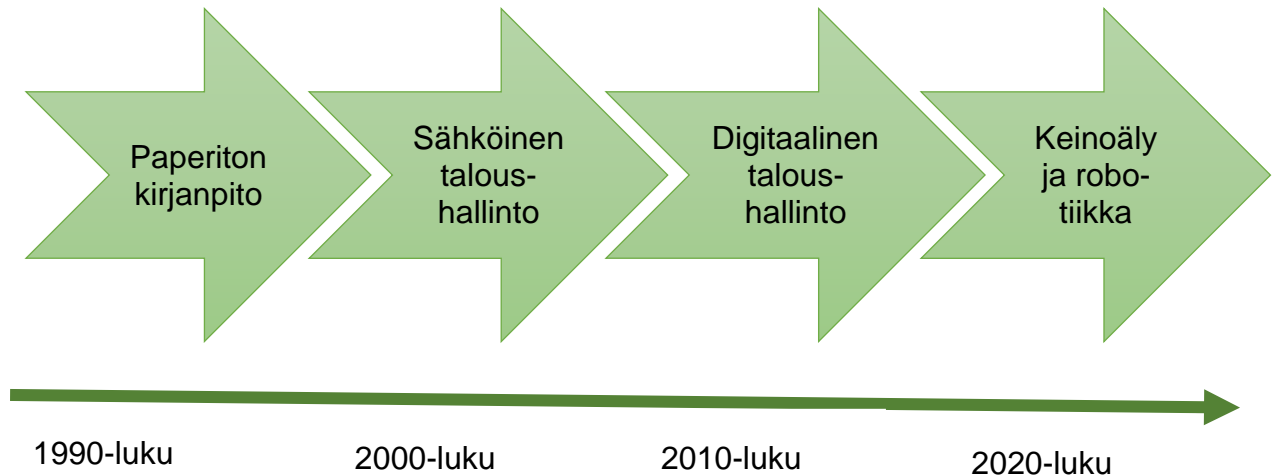 Paperiton
kirjanpito
Sähköinen
talous-
hallinto
Digitaalinen
talous-
hallinto
Keinoäly
ja robo-
tiikka
1990-luku
2000-luku
2010-luku
2020-luku